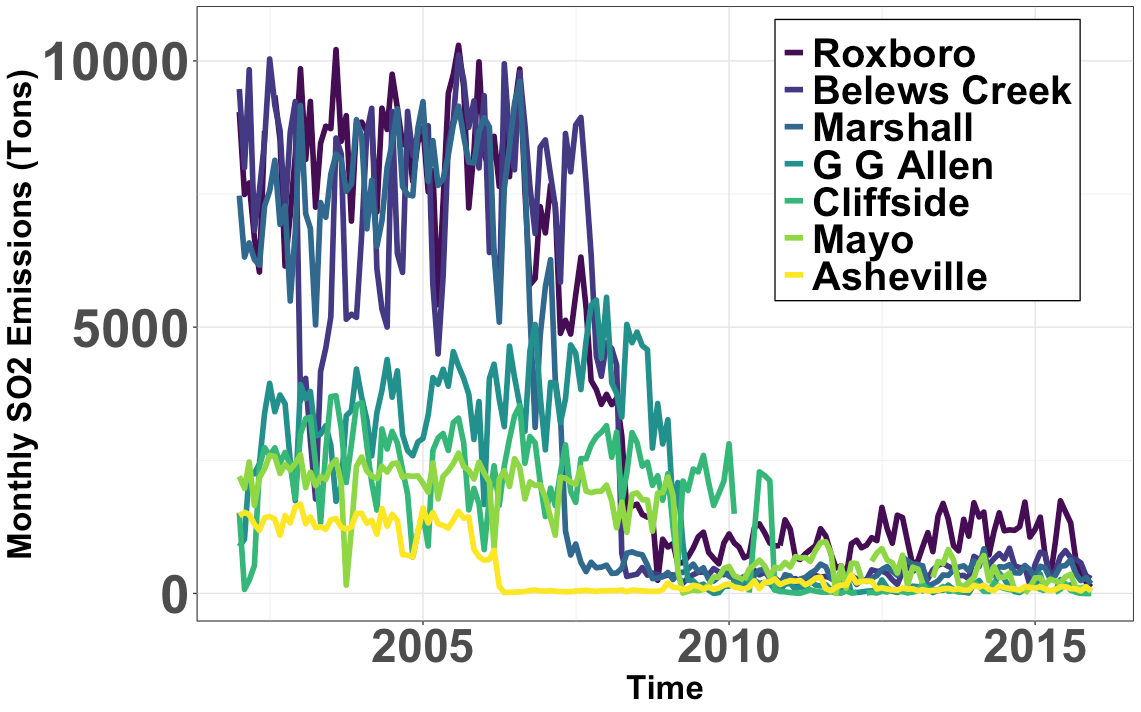 Monthly SO2 Emissions (Tons)
10000
5000
0
Roxboro
Belews Creek
Marshall
G G Allen
Cliffside
Mayo
Asheville
2005 2010 2015
Time